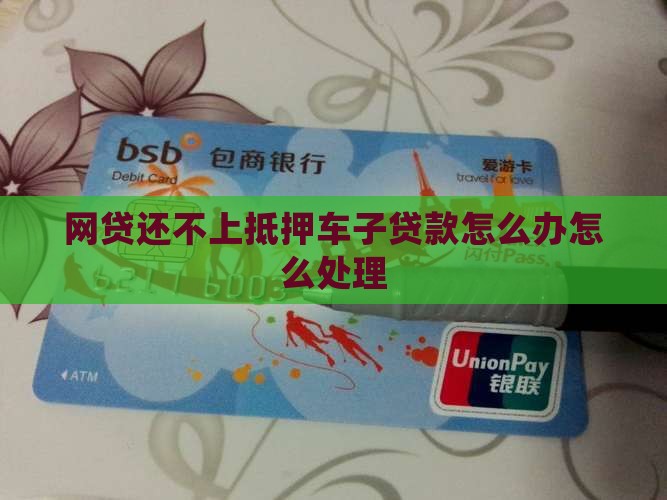 bsb 包商银行
Debit Card
爱游卡
travel for love
网贷还不上抵押车子贷款怎么办怎
么处理
闪付Pass
6217 6003
ATM
UnionPay
银联